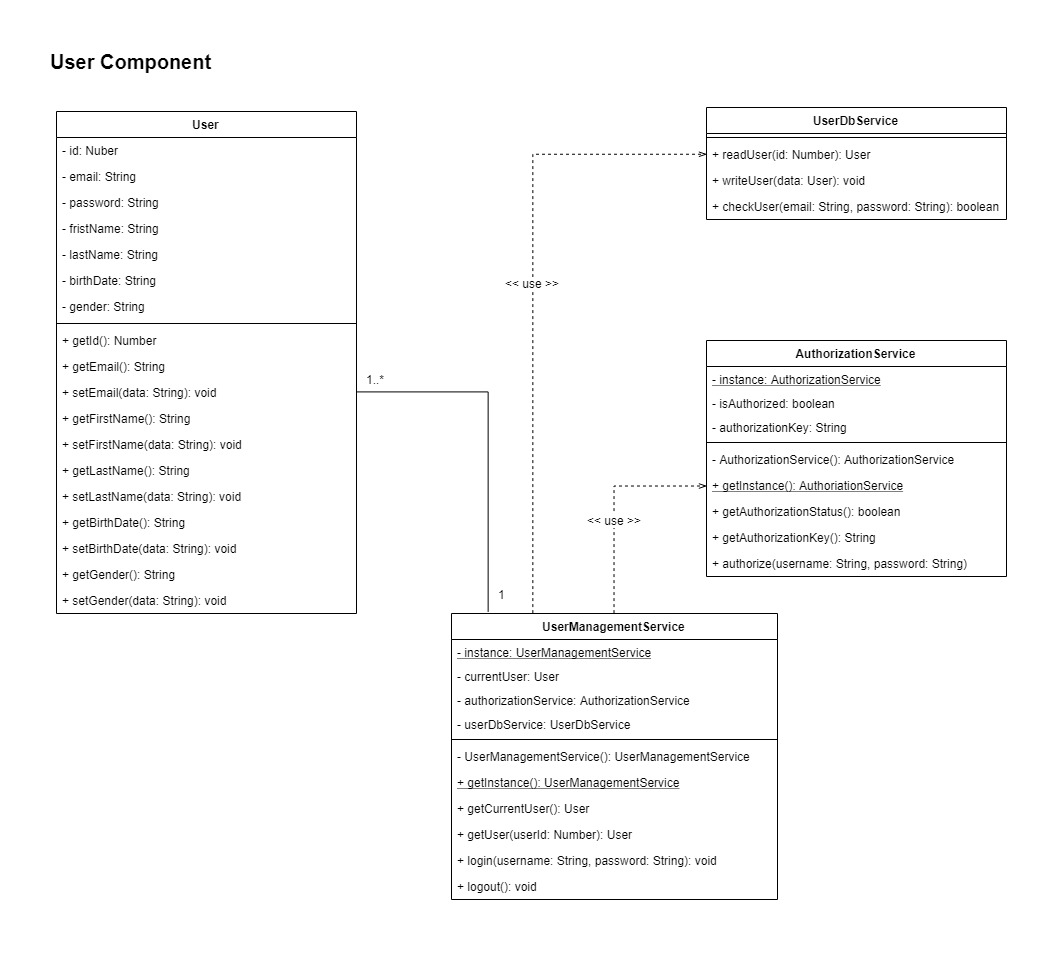 User Component
User
- id: Nuber
- email: String
- password: String
- fristName: String
- lastName: String
- birthDate: String
- gender: String
+ getId(): Number
+ getEmail(): String
+ setEmail(data: String): void
+ getFirstName(): String
+ setFirstName(data: String): void
+ getLastName(): String
+ setLastName(data: String): void
+ getBirthDate(): String
+ setBirthDate(data: String): void
+ getGender(): String
+ setGender(data: String): void
1..*
1
<< use >>
<< use >>
UserDbService
+ readUser(id: Number): User
+ writeUser(data: User): void
+ checkUser(email: String, password: String): boolean
AuthorizationService
- instance: AuthorizationService
- isAuthorized: boolean
- authorizationKey: String
- AuthorizationService(): AuthorizationService
+ getInstance(): AuthoriationService
+ getAuthorizationStatus(): boolean
+ getAuthorizationKey(): String
+ authorize(username: String, password: String)
UserManagementService
- instance: UserManagementService
- currentUser: User
- authorizationService: AuthorizationService
- userDbService: UserDbService
- UserManagementService(): UserManagementService
+ getInstance(): UserManagementService
+ getCurrentUser(): User
+ getUser(userId: Number): User
+ login(username: String, password: String): void
+ logout(): void